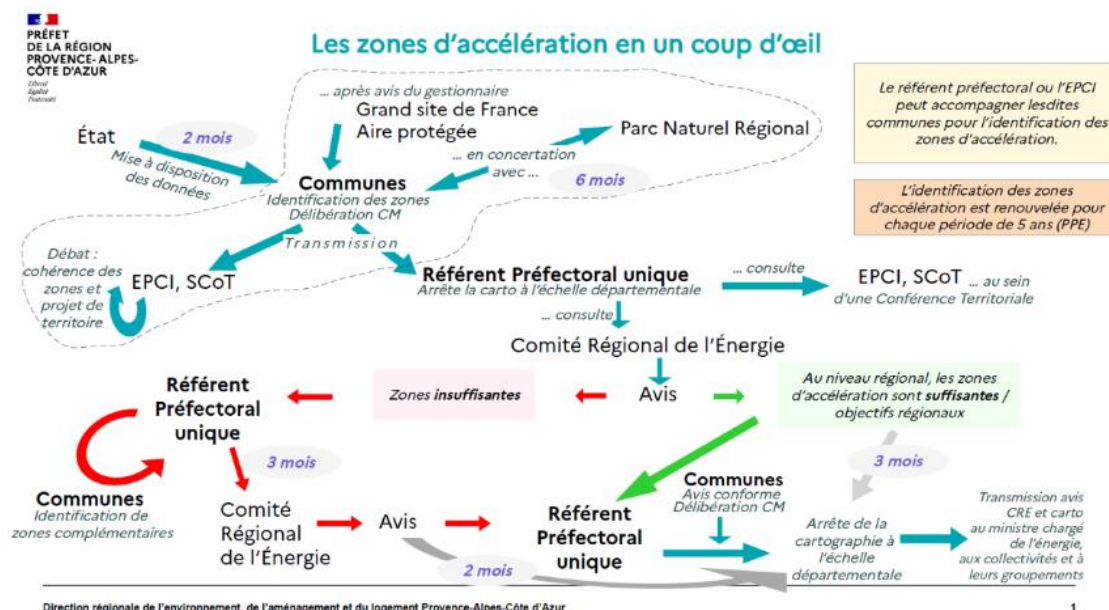 PRÉFET
DE LA RÉGION
PROVENCE-ALPES-
CÔTE D'AZUR
Liberté
Égalité
Fraternité
Les zones d'accélération en un coup d'œil
Le référent préfectoral ou l'EPCI
peut accompagner lesdites
communes pour l'identification des
zones d'accélération.
L'identification des zones
d'accélération est renouvelée pour
chaque période de 5 ans (PPE)
État
2 mois
Mise à disposition
des données
... après avis du gestionnaire
Grand site de France
Aire protégée
Parc Naturel Régional
... en concertation
avec ...
6 mois
Communes
Identification des zones
Délibération CM
Transmission
Débat :
cohérence des
zones et
projet de
territoire
EPCI, SCoT
Référent Préfectoral unique
Arrête la carto à l'échelle départementale
... consulte
EPCI, SCoT ... au sein
d'une Conférence Territoriale
... consulte
Comité Régional de l'Énergie
Avis
Zones insuffisantes
Au niveau régional, les zones
d'accélération sont suffisantes /
objectifs régionaux
Référent
Préfectoral
unique
3 mois
Communes
Identification de
zones complémentaires
Comité
Régional
de l'Énergie
Avis
2 mois
Référent
Préfectoral
unique
Communes
Avis conforme
Délibération CM
3 mois
Arrête de la
cartographie à
l'échelle
départementale
Transmission avis
CRE et carto
au ministre chargé
de l'énergie,
aux collectivités et à
leurs groupements
Direction régionale de l'environnement, de l'aménagement et du logement Provence-Alpes-Côte d'Azur
1